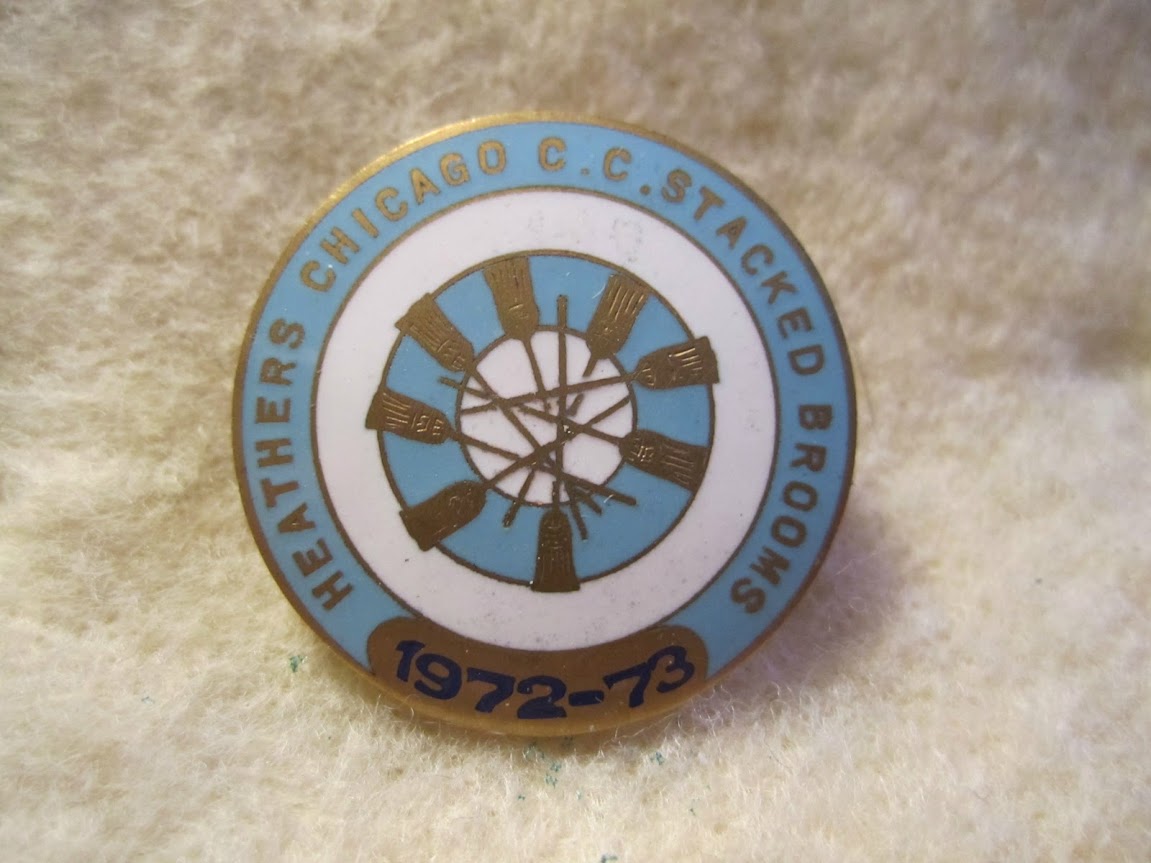 HEATHERS CHICAGO C.C. STACKED BROOMS
1972-73